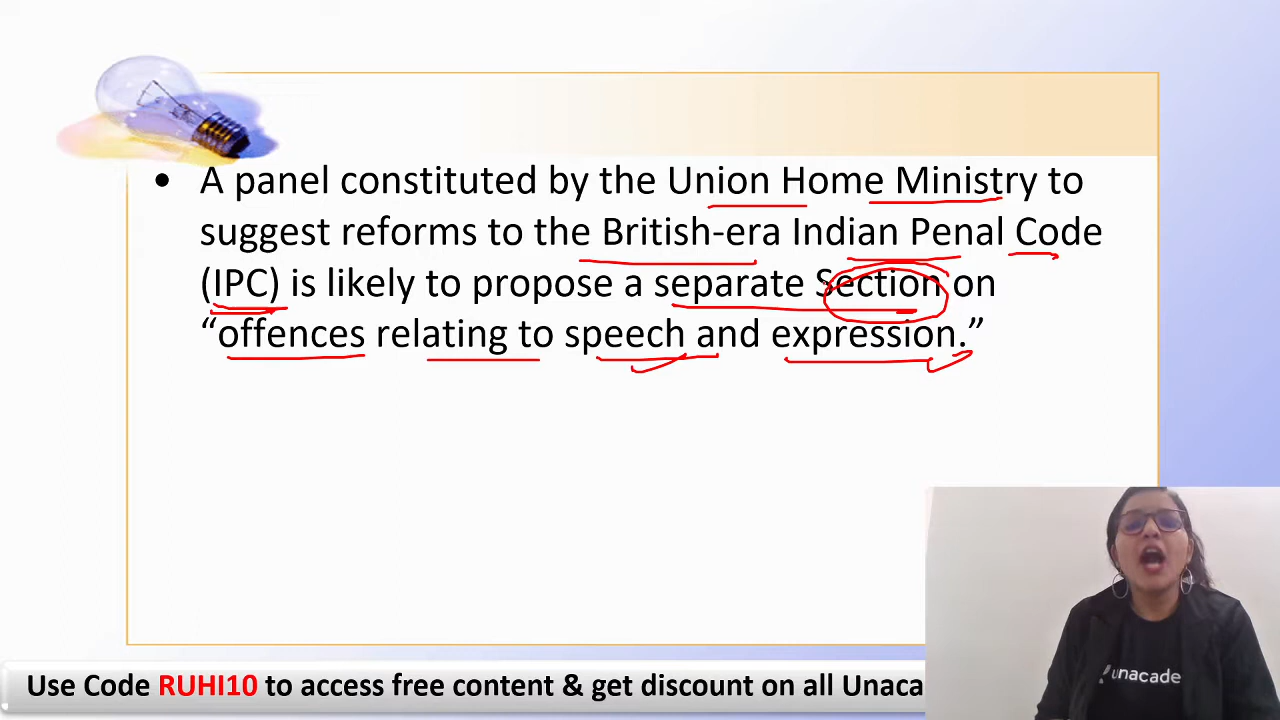 • A panel constituted by the Union Home Ministry to
suggest reforms to the British-era Indian Penal Code
(IPC) is likely to propose a separate Section on
“offences relating to speech and expression.”
unacade
Use Code RUHI10 to access free content & get discount on all Unaca